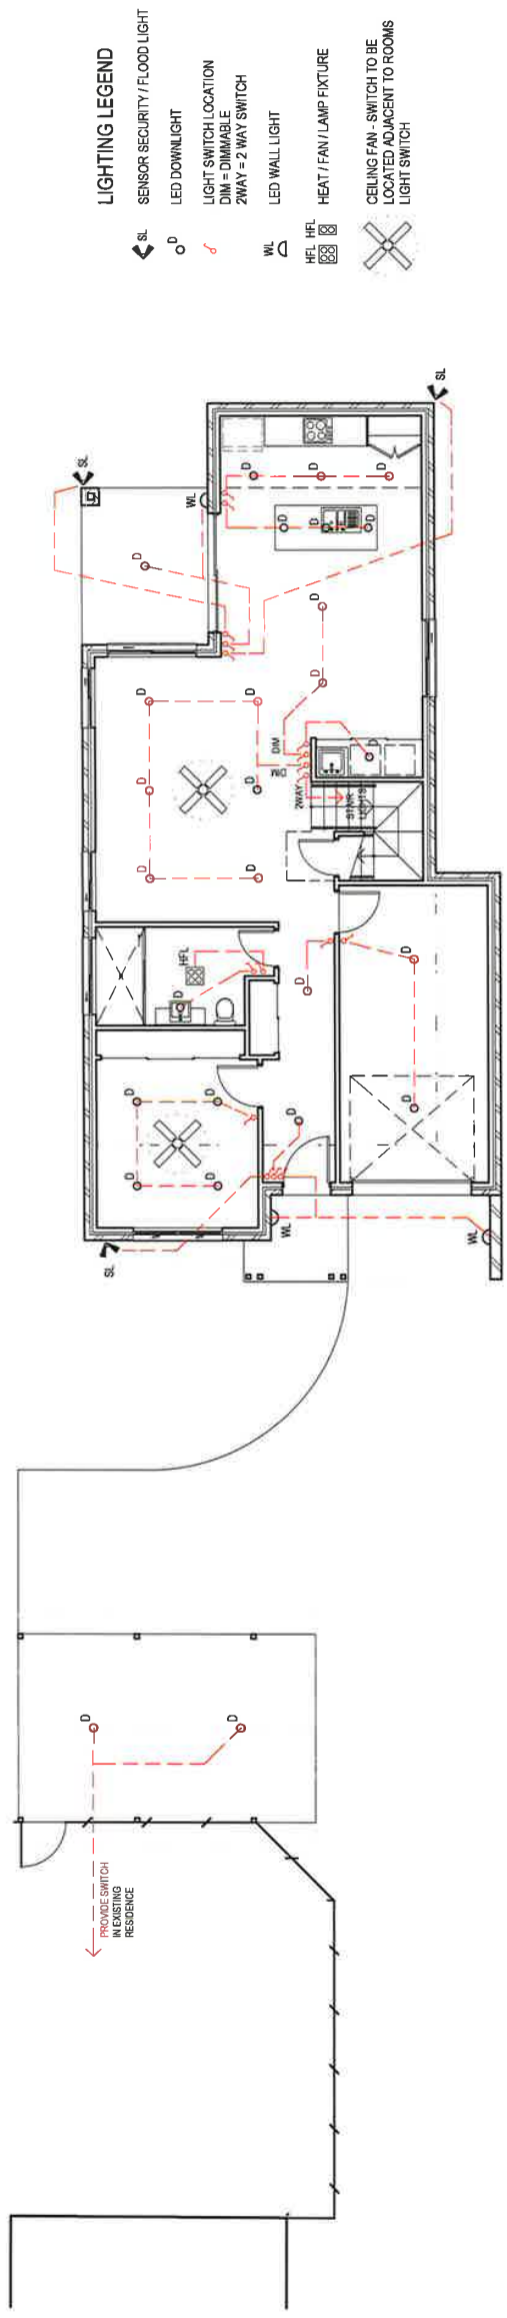 LIGHTING LEGEND
SL
SENSOR SECURITY / FLOOD LIGHT
D
LED DOWNLIGHT
LIGHT SWITCH LOCATION
DIM = DIMMABLE
2WAY = 2 WAY SWITCH
WL
LED WALL LIGHT
HFL HFL
HEAT / FAN / LAMP FIXTURE
CEILING FAN - SWITCH TO BE
LOCATED ADJACENT TO ROOMS
LIGHT SWITCH
SL
WL
D
D
D
D
D
D
D
SL
D
D
D
D
D
D
D
D
D
DIM
DIM
2WAY
STAIR
LIGHTS
D
HFL
D
D
D
D
D
D
D
D
D
SL
WL
WL
D
D
PROVIDE SWITCH
IN EXISTING
RESIDENCE